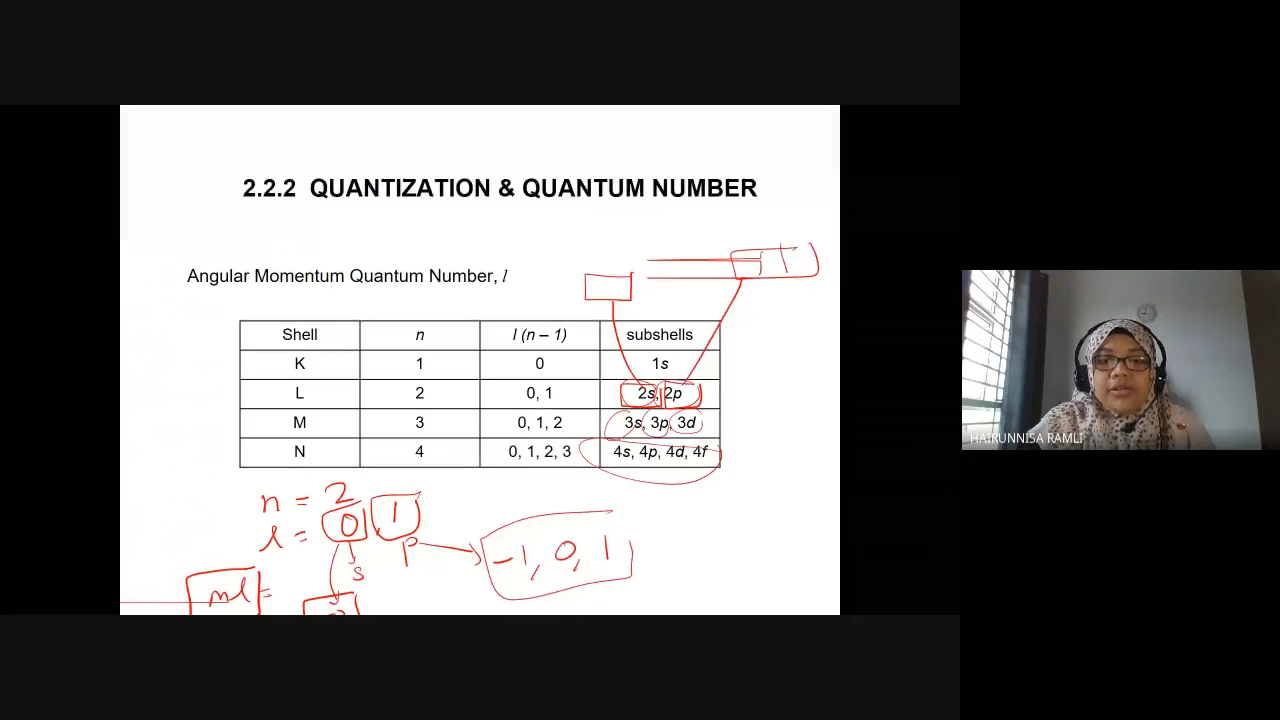 2.2.2 QUANTIZATION & QUANTUM NUMBER
Angular Momentum Quantum Number, l
Shell n l (n – 1) subshells
K 1 0 1s
L 2 0, 1 2s, 2p
M 3 0, 1, 2 3s, 3p, 3d
N 4 0, 1, 2, 3 4s, 4p, 4d, 4f
n = 2
l = 0 1
s p -1, 0, 1
ml =
HAIRUNNISA RAMLI